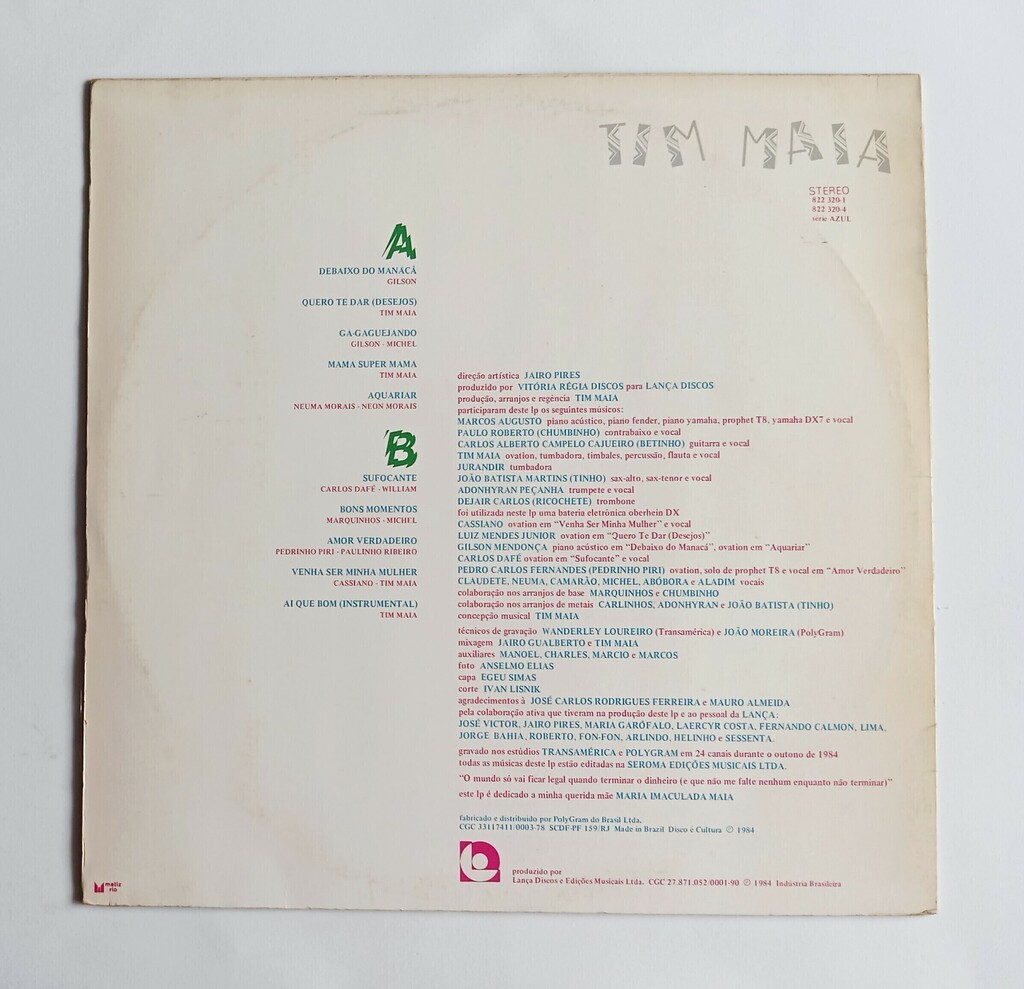 TIM MAIA
STEREO
822 320-1
822 320-4
série AZUL
A
DEBAIXO DO MANACÁ
GILSON
QUERO TE DAR (DESEJOS)
TIM MAIA
GA-GAGUEJANDO
GILSON - MICHEL
MAMA SUPER MAMA
TIM MAIA
AQUARIAR
NEUMA MORAIS - NEON MORAIS
B
SUFOCANTE
CARLOS DAFÉ - WILLIAM
BONS MOMENTOS
MARQUINHOS - MICHEL
AMOR VERDADEIRO
PEDRINHO PIRI - PAULINHO RIBEIRO
VENHA SER MINHA MULHER
CASSIANO - TIM MAIA
AI QUE BOM (INSTRUMENTAL)
TIM MAIA
direção artística JAIRO PIRES
produzido por VITÓRIA RÉGIA DISCOS para LANÇA DISCOS
produção, arranjos e regência TIM MAIA
participaram deste lp os seguintes músicos:
MARCOS AUGUSTO piano acústico, piano fender, piano yamaha, prophet T8, yamaha DX7 e vocal
PAULO ROBERTO (CHUMBINHO) contrabaixo e vocal
CARLOS ALBERTO CAMPELO CAJUEIRO (BETINHO) guitarra e vocal
TIM MAIA ovation, tumbadora, timbales, percussão, flauta e vocal
JURANDIR tumbadora
JOÃO BATISTA MARTINS (TINHO) sax-alto, sax-tenor e vocal
ADONHYRAN PEÇANHA trumpete e vocal
DEJAIR CARLOS (RICOCHETE) trombone
foi utilizada neste lp uma bateria eletrônica oberhein DX
CASSIANO ovation em "Venha Ser Minha Mulher" e vocal
LUIZ MENDES JUNIOR ovation em "Quero Te Dar (Desejos)"
GILSON MENDONÇA piano acústico em "Debaixo do Manacá", ovation em "Aquariar"
CARLOS DAFÉ ovation em "Sufocante" e vocal
PEDRO CARLOS FERNANDES (PEDRINHO PIRI) ovation, solo de prophet T8 e vocal em "Amor Verdadeiro"
CLAUDETE, NEUMA, CAMARÃO, MICHEL, ABÓBORA e ALADIM vocais
colaboração nos arranjos de base MARQUINHOS e CHUMBINHO
colaboração nos arranjos de metais CARLINHOS, ADONHYRAN e JOÃO BATISTA (TINHO)
concepção musical TIM MAIA
técnicos de gravação WANDERLEY LOUREIRO (Transamérica) e JOÃO MOREIRA (PolyGram)
mixagem JAIRO GUALBERTO e TIM MAIA
auxiliares MANOEL, CHARLES, MARCIO e MARCOS
foto ANSELMO ELIAS
capa EGEU SIMAS
corte IVAN LISNIK
agradecimentos à JOSÉ CARLOS RODRIGUES FERREIRA e MAURO ALMEIDA
pela colaboração ativa que tiveram na produção deste lp e ao pessoal da LANÇA:
JOSÉ VICTOR, JAIRO PIRES, MARIA GARÓFALO, LAERCYR COSTA, FERNANDO CALMON, LIMA,
JORGE BAHIA, ROBERTO, FON-FON, ARLINDO, HELINHO e SESSENTA.
gravado nos estúdios TRANSAMÉRICA e POLYGRAM em 24 canais durante o outono de 1984
todas as músicas deste lp estão editadas na SEROMA EDIÇÕES MUSICAIS LTDA.
"O mundo só vai ficar legal quando terminar o dinheiro (e que não me falte nenhum enquanto não terminar)"
este lp é dedicado a minha querida mãe MARIA IMACULADA MAIA
fabricado e distribuído por PolyGram do Brasil Ltda.
CGC 33117411/0003-78 SCDF-PF 159/RJ Made in Brazil Disco é Cultura © 1984
produzido por
Lança Discos e Edições Musicais Ltda. CGC 27.871.052/0001-90 ℗ 1984 Indústria Brasileira
matiz
rio